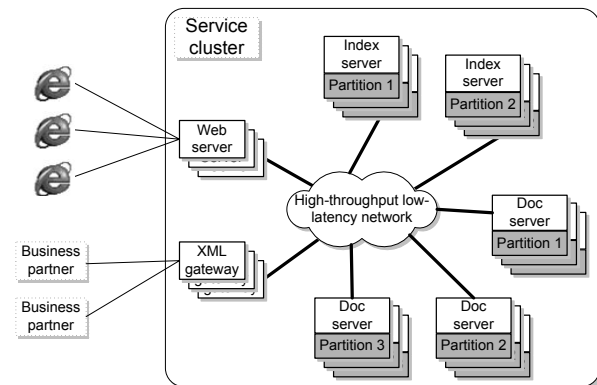 Service
cluster
Index
server
Partition 1
Index
server
Partition 2
Web
server
High-throughput low-
latency network
Doc
server
Partition 1
XML
gateway
Business
partner
Business
partner
Doc
server
Partition 3
Doc
server
Partition 2